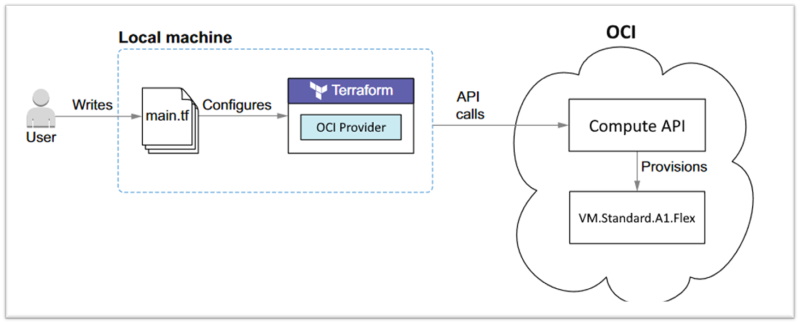 Local machine
OCI
User
Writes
main.tf
Configures
Terraform
OCI Provider
API
calls
Compute API
Provisions
VM.Standard.A1.Flex